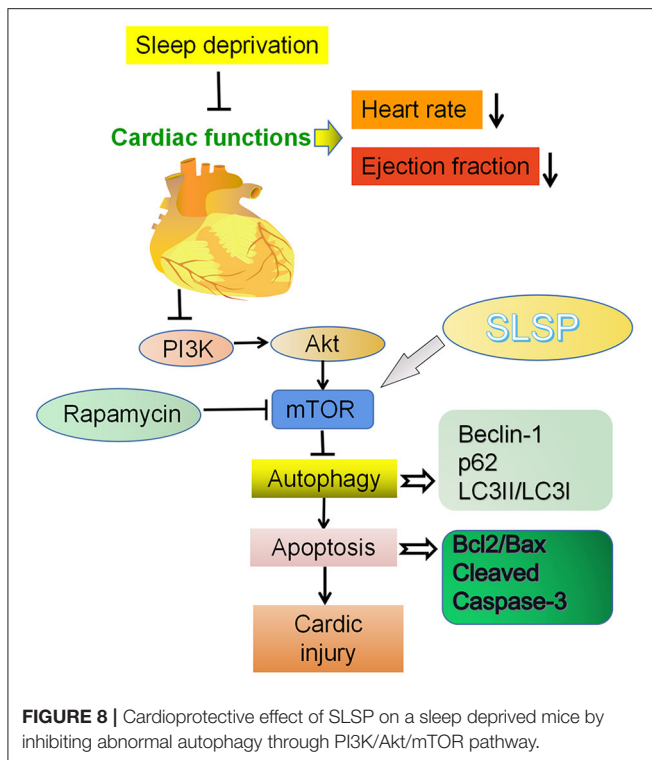 Sleep deprivation
Cardiac functions
Heart rate
Ejection fraction
PI3K
Akt
SLSP
Rapamycin
mTOR
Autophagy
Beclin-1
p62
LC3II/LC3I
Apoptosis
Bcl2/Bax
Cleaved
Caspase-3
Cardic
injury
FIGURE 8 | Cardioprotective effect of SLSP on a sleep deprived mice by
inhibiting abnormal autophagy through PI3K/Akt/mTOR pathway.